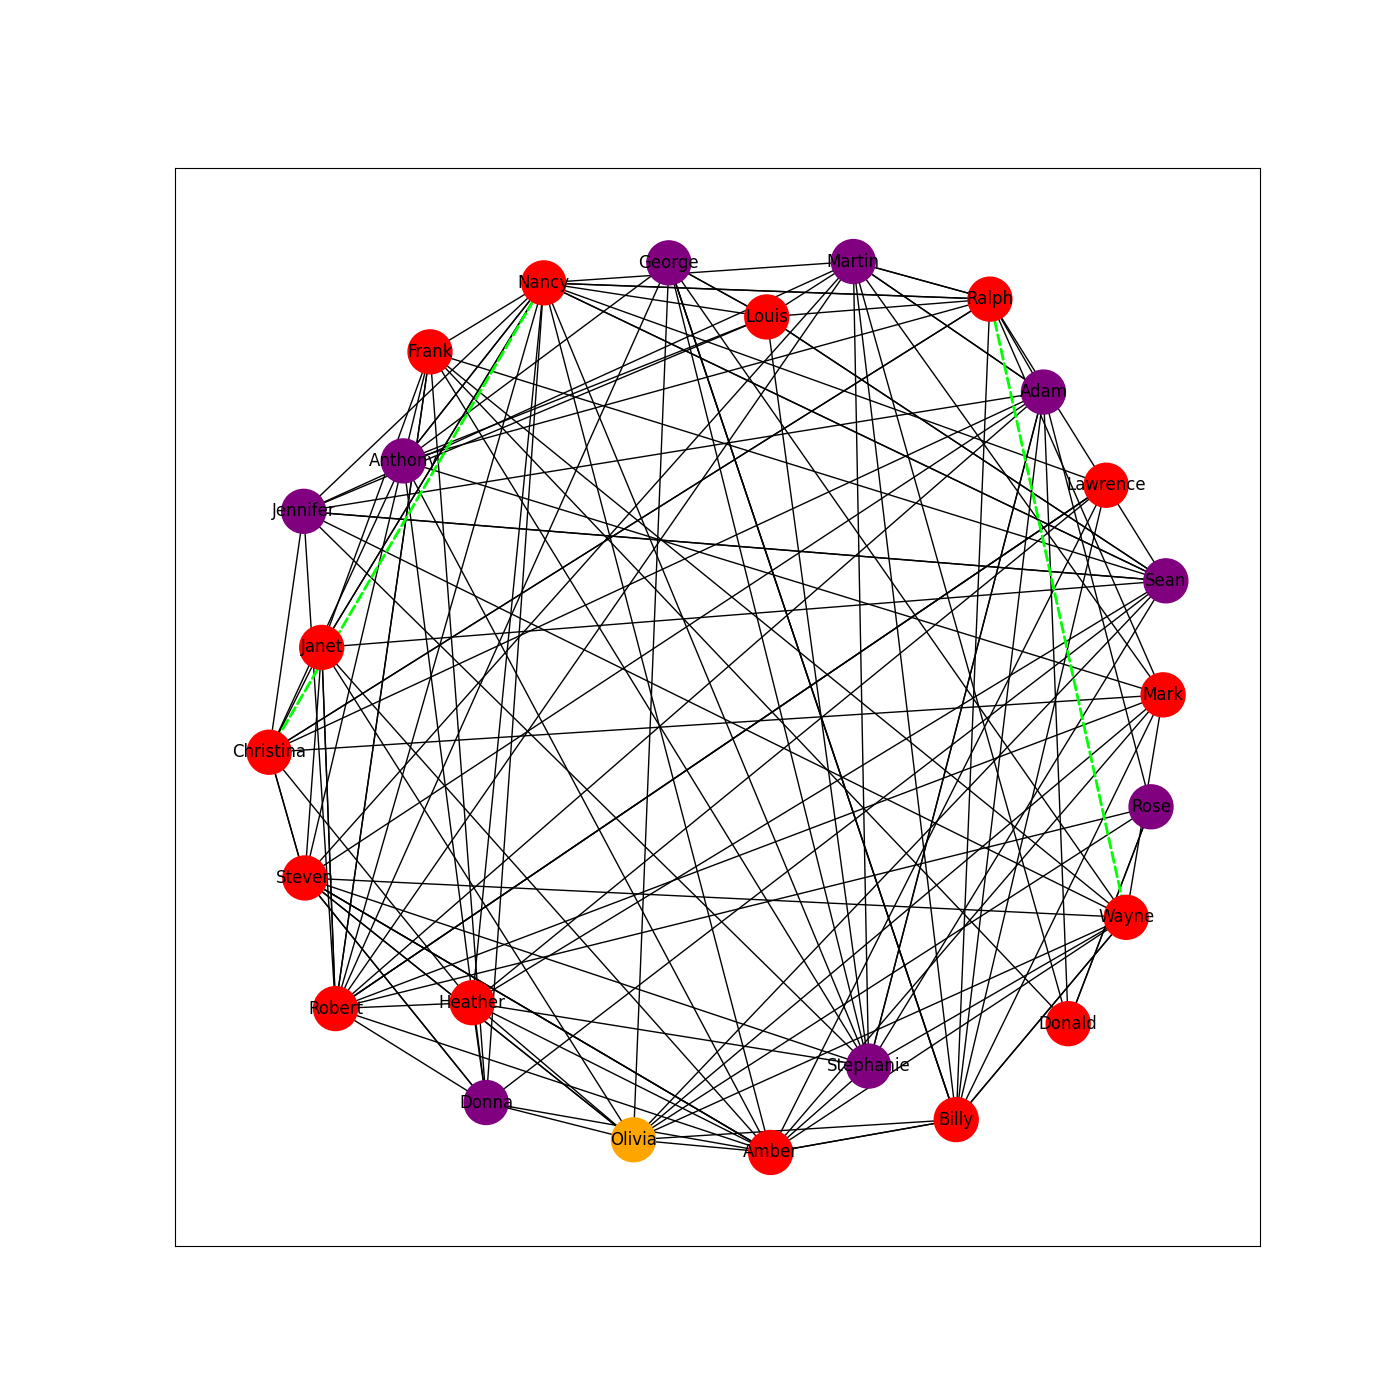 George
Martin
Nancy
Ralph
Louis
Frank
Adam
Anthony
Lawrence
Jennifer
Sean
Janet
Mark
Christina
Rose
Steven
Wayne
Heather
Robert
Donald
Stephanie
Donna
Billy
Olivia
Amber